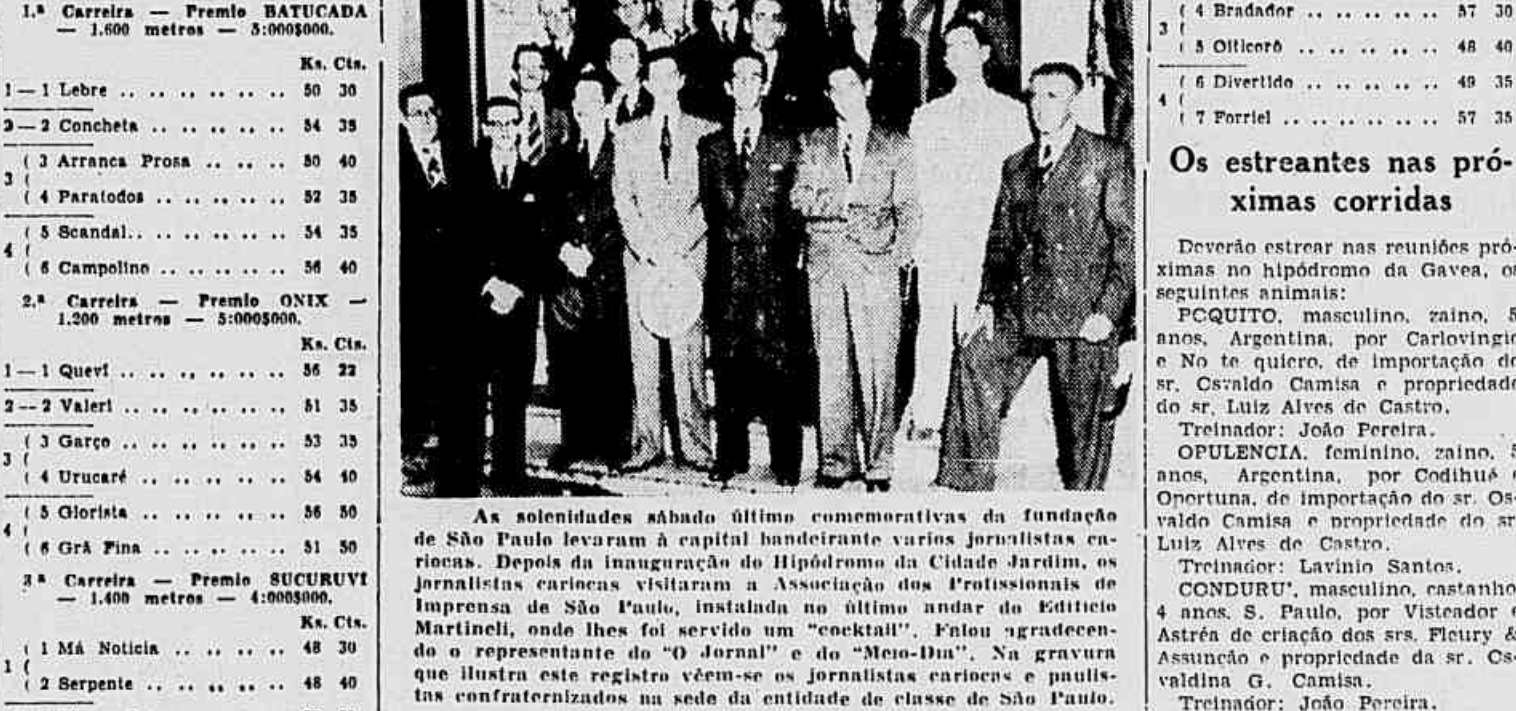 1.ª Carreira — Premio BATUCADA
— 1.600 metros — 5:000$000.
Ks. Cts.
1 — 1 Lebre .. .. .. .. .. .. 50 30
2 — 2 Concheta .. .. .. .. .. 54 35
( 3 Arranca Prosa .. .. .. 50 40
3 (
( 4 Paratodos .. .. .. .. .. 52 35
( 5 Scandal.. .. .. .. .. .. 54 35
4 (
( 6 Campolino .. .. .. .. .. 56 40
2.ª Carreira — Premio ONIX —
1.200 metros — 5:000$000.
Ks. Cts.
1 — 1 Queví .. .. .. .. .. .. 56 22
2 — 2 Valeri .. .. .. .. .. .. 51 35
( 3 Garço .. .. .. .. .. .. 53 35
3 (
( 4 Urucaré .. .. .. .. .. 54 40
( 5 Glorista .. .. .. .. .. 56 50
4 (
( 6 Grã Fina .. .. .. .. .. 51 50
3ª Carreira — Premio SUCURUVÍ
— 1.400 metros — 4:000$000.
Ks. Cts.
( 1 Má Noticia .. .. .. .. 48 30
1 (
( 2 Serpente .. .. .. .. .. 48 40
As solenidades sábado último comemorativas da fundação
de São Paulo levaram à capital bandeirante varios jornalistas ca-
riocas. Depois da inauguração do Hipódromo da Cidade Jardim, os
jornalistas cariocas visitaram a Associação dos Profissionais de
Imprensa de São Paulo, instalada no último andar do Edificio
Martineli, onde lhes foi servido um "cocktail". Falou agradecen-
do o representante do "O Jornal" e do "Meio-Dia". Na gravura
que ilustra este registro vêem-se os jornalistas cariocas e paulis-
tas confraternizados na sede da entidade de classe de São Paulo.
( 4 Bradador .. .. .. .. .. 57 30
3 (
( 5 Oiticorô .. .. .. .. .. 48 40
( 6 Divertido .. .. .. .. .. 49 35
4 (
( 7 Forriel .. .. .. .. .. .. 57 35
Os estreantes nas pró-
ximas corridas
Deverão estrear nas reuniões pró-
ximas no hipódromo da Gavea, os
seguintes animais:
POQUITO, masculino, zaino, 5
anos, Argentina, por Carlovingio
e No te quiero, de importação do
sr. Osvaldo Camisa e propriedade
do sr. Luiz Alves de Castro.
Treinador: João Pereira.
OPULENCIA, feminino, zaino, 5
anos, Argentina, por Codihué e
Oportuna, de importação do sr. Os-
valdo Camisa e propriedade do sr.
Luiz Alves de Castro.
Treinador: Lavinio Santos.
CONDURU', masculino, castanho,
4 anos, S. Paulo, por Visteador e
Astréa de criação dos srs. Fleury &
Assunção e propriedade da sr. Os-
valdina G. Camisa.
Treinador: João Pereira.